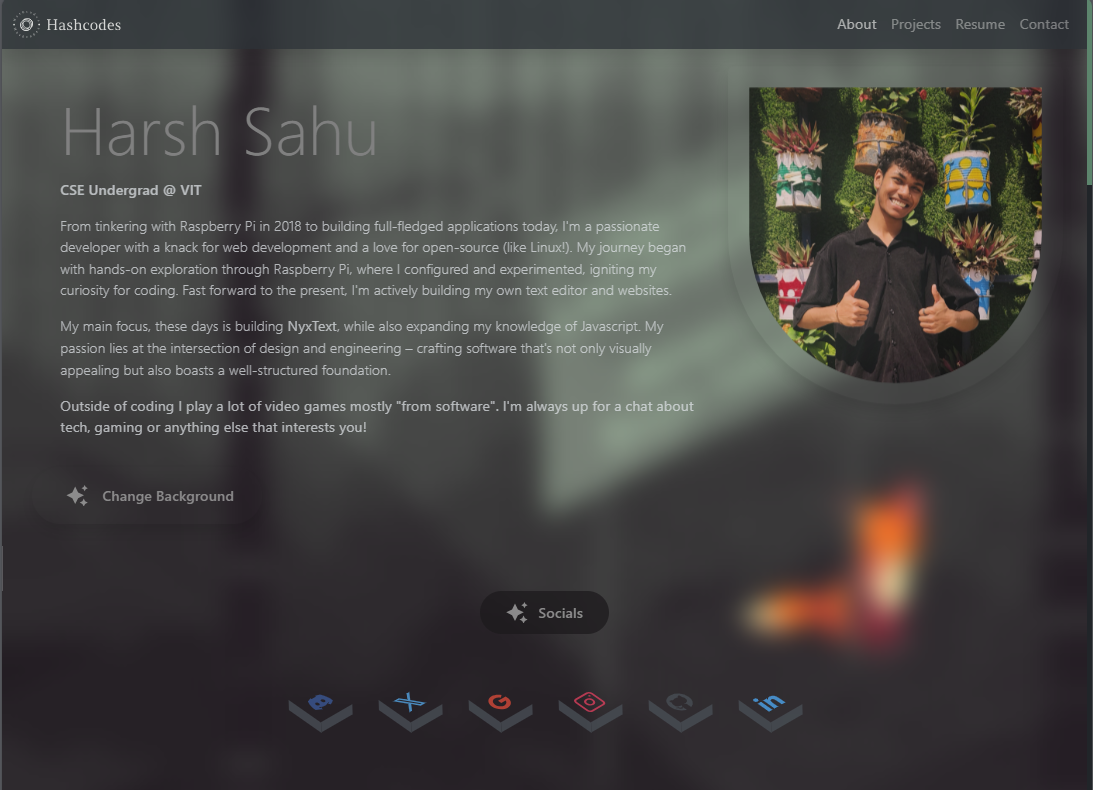 Hashcodes
About Projects Resume Contact
Harsh Sahu
CSE Undergrad @ VIT
From tinkering with Raspberry Pi in 2018 to building full-fledged applications today, I'm a passionate
developer with a knack for web development and a love for open-source (like Linux!). My journey began
with hands-on exploration through Raspberry Pi, where I configured and experimented, igniting my
curiosity for coding. Fast forward to the present, I'm actively building my own text editor and websites.
My main focus, these days is building NyxText, while also expanding my knowledge of Javascript. My
passion lies at the intersection of design and engineering – crafting software that's not only visually
appealing but also boasts a well-structured foundation.
Outside of coding I play a lot of video games mostly "from software". I'm always up for a chat about
tech, gaming or anything else that interests you!
Change Background
Socials